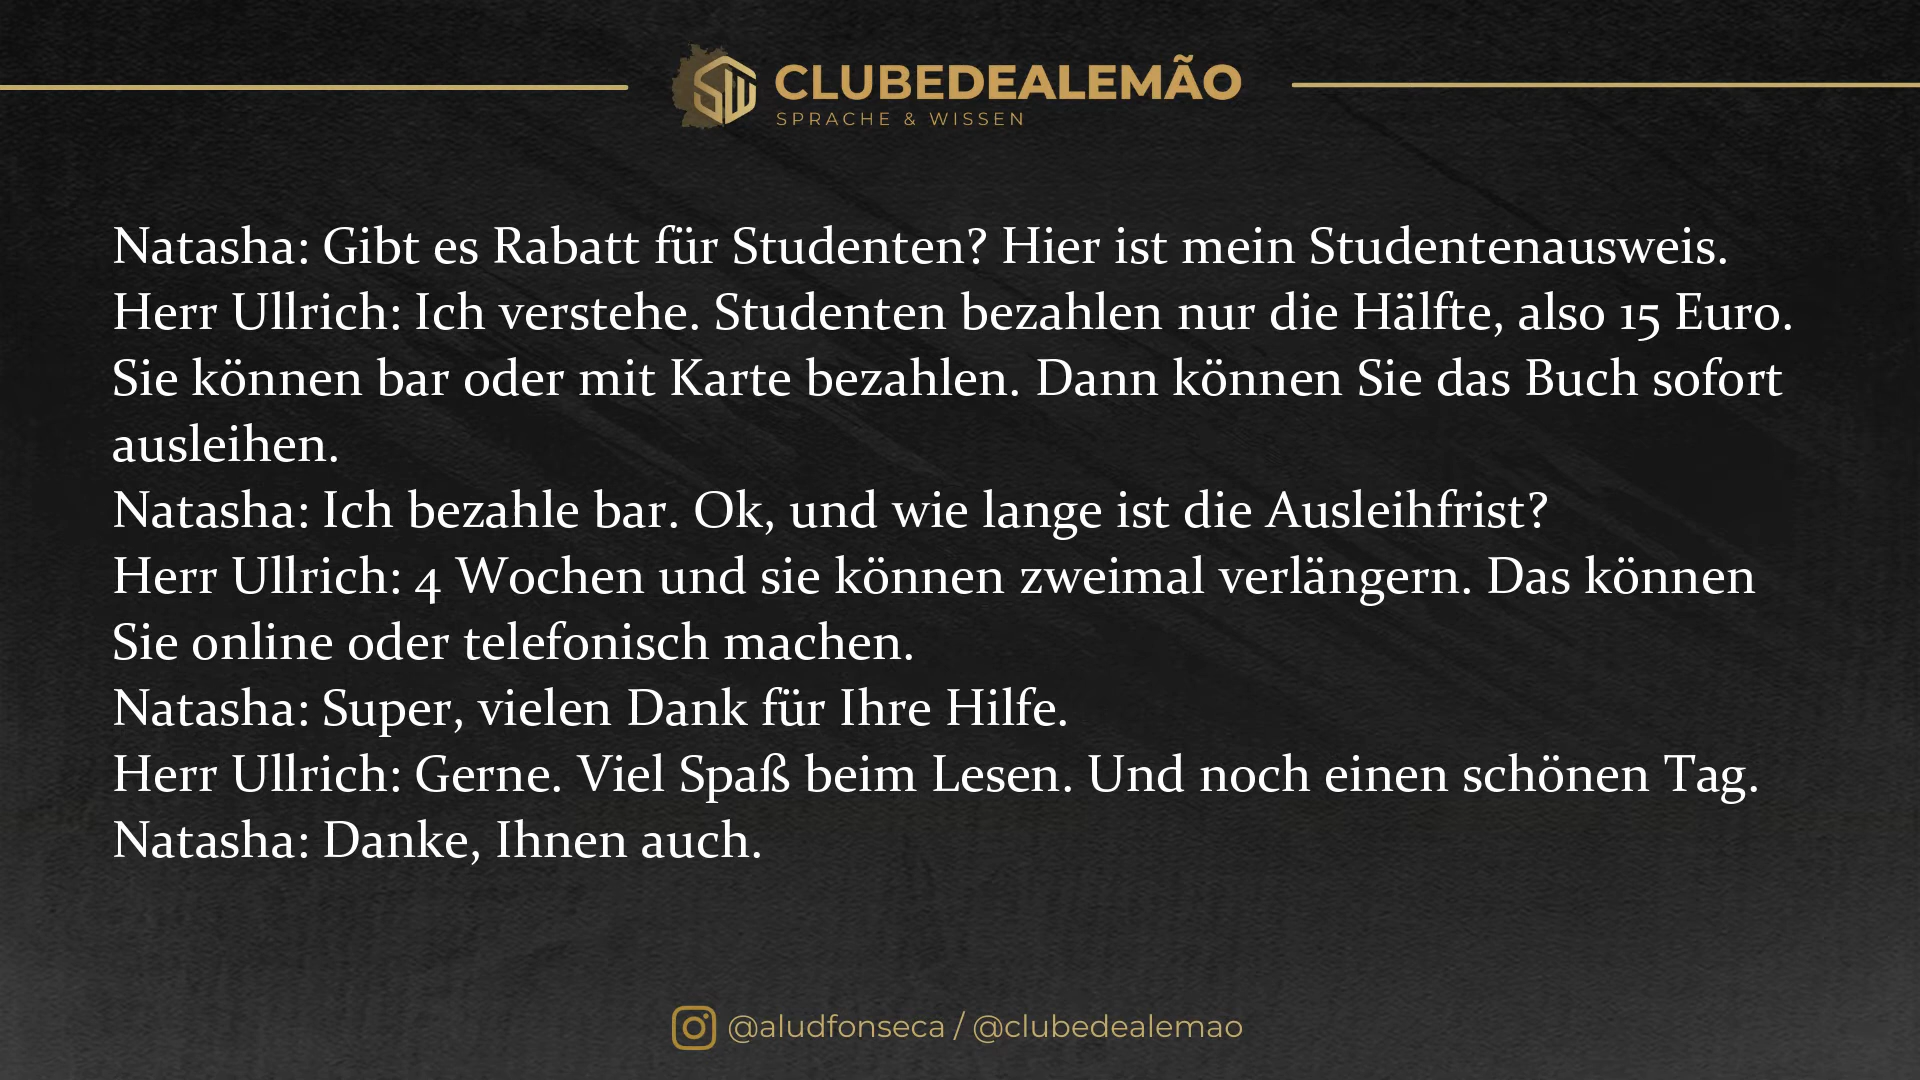 CLUBEDEALEMÃO
SPRACHE & WISSEN
Natasha: Gibt es Rabatt für Studenten? Hier ist mein Studentenausweis.
Herr Ullrich: Ich verstehe. Studenten bezahlen nur die Hälfte, also 15 Euro.
Sie können bar oder mit Karte bezahlen. Dann können Sie das Buch sofort
ausleihen.
Natasha: Ich bezahle bar. Ok, und wie lange ist die Ausleihfrist?
Herr Ullrich: 4 Wochen und sie können zweimal verlängern. Das können
Sie online oder telefonisch machen.
Natasha: Super, vielen Dank für Ihre Hilfe.
Herr Ullrich: Gerne. Viel Spaß beim Lesen. Und noch einen schönen Tag.
Natasha: Danke, Ihnen auch.
@aludfonseca / @clubedealemao